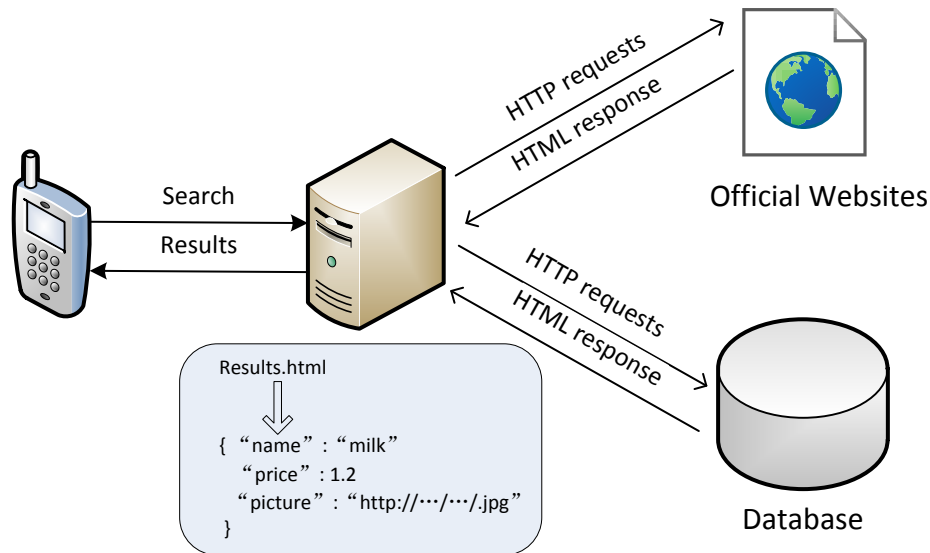 Search
Results
HTTP requests
HTML response
Official Websites
HTTP requests
HTML response
Database
Results.html
{ “name” : “milk”
“price” : 1.2
“picture” : “http://···/···/.jpg”
}